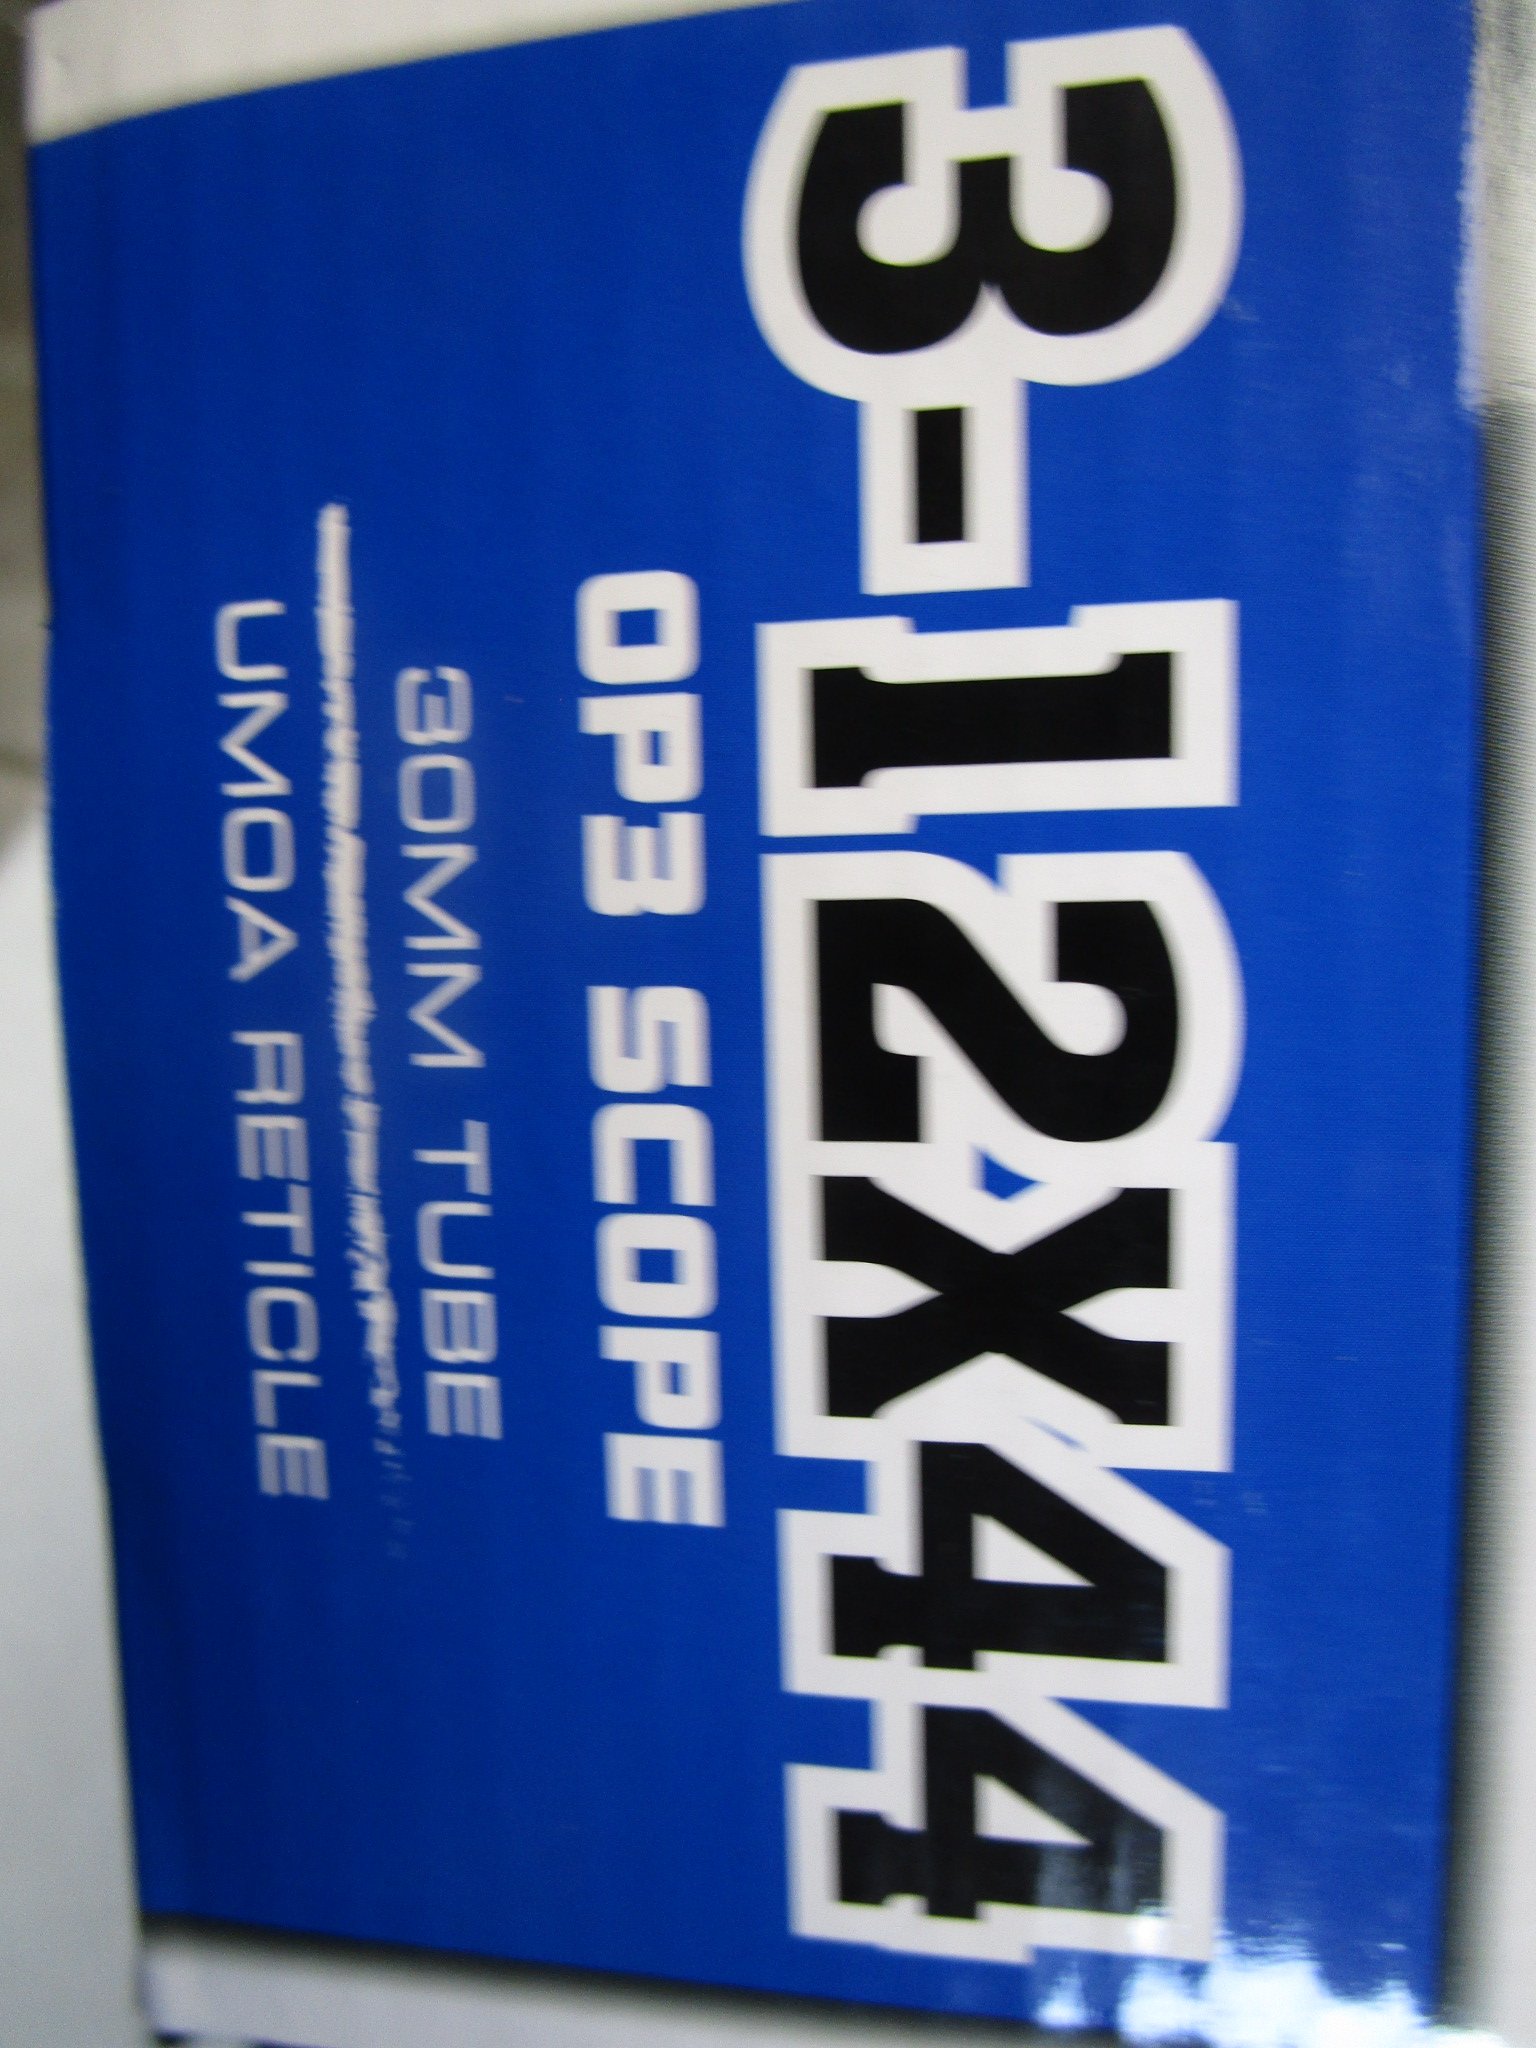 3-12X44
OP3 SCOPE
30MM TUBE
UMOA RETICLE